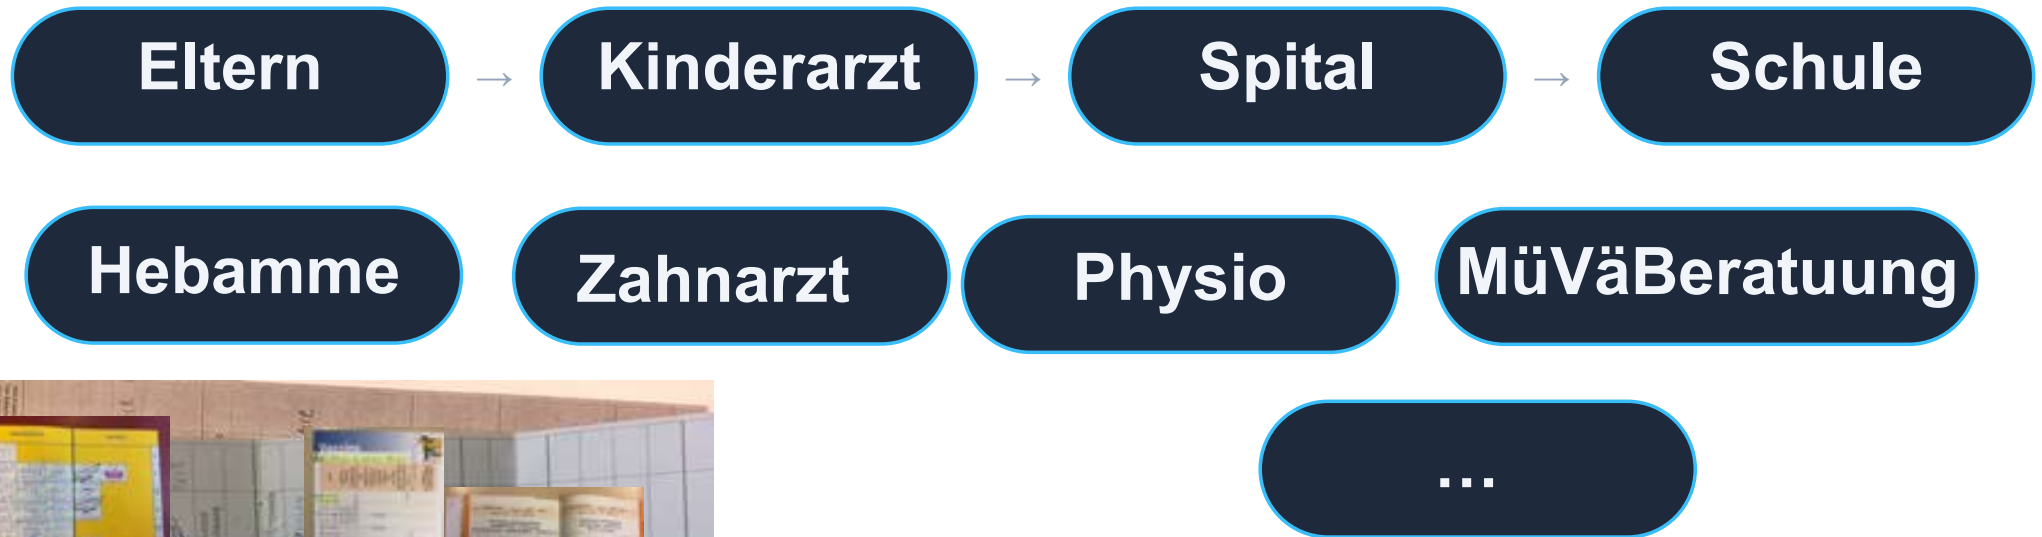 Eltern → Kinderarzt → Spital → Schule
Hebamme Zahnarzt Physio MüVäBeratuung
...